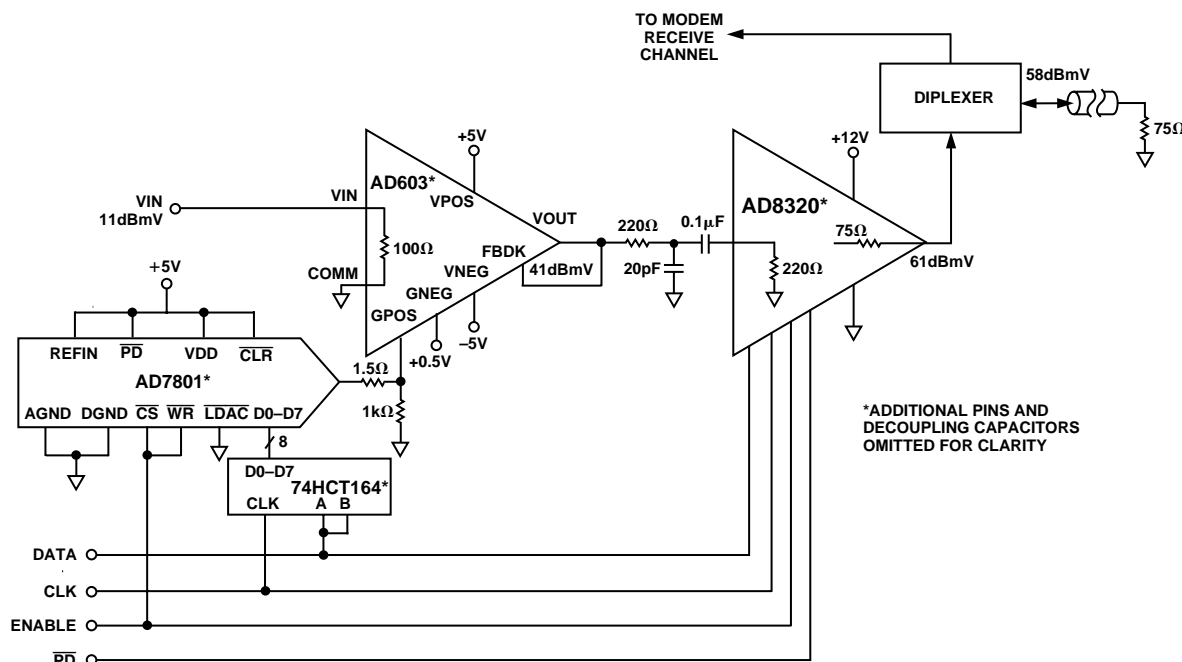 TO MODEM
RECEIVE
CHANNEL
58dBmV
DIPLEXER
75Ω
+5V
+12V
AD603*
VIN
VIN
11dBmV
VPOS
VOUT
220Ω
0.1µF
AD8320*
75Ω
100Ω
FBDK
41dBmV
20pF
220Ω
61dBmV
COMM
VNEG
GNEG
GPOS
–5V
+0.5V
+5V
REFIN
PD
VDD
CLR
AD7801*
1.5Ω
1kΩ
AGND
DGND
CS
WR
LDAC
D0–D7
8
*ADDITIONAL PINS AND
DECOUPLING CAPACITORS
OMITTED FOR CLARITY
D0–D7
74HCT164*
CLK
A
B
DATA
CLK
ENABLE
PD